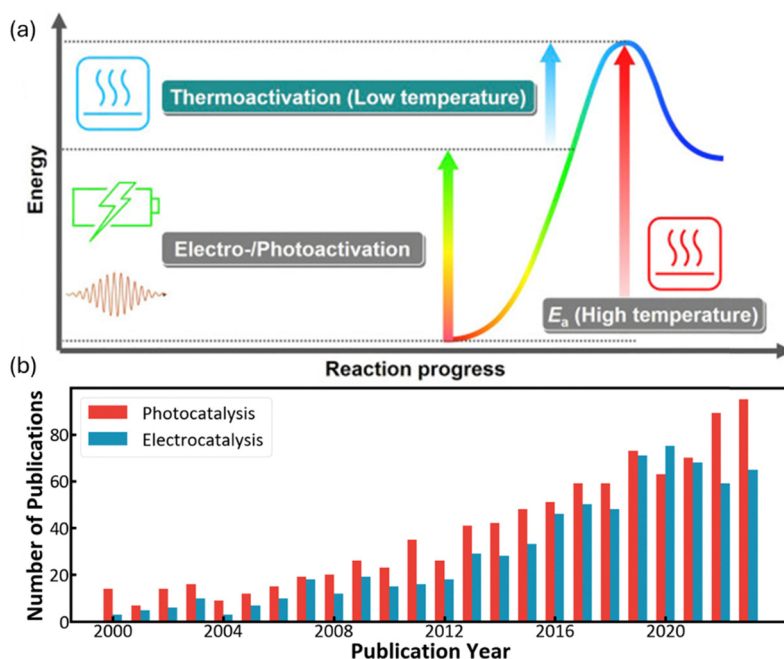 (a)
Energy
Thermoactivation (Low temperature)
Electro-/Photoactivation
Ea (High temperature)
Reaction progress
(b)
Number of Publications
80
60
40
20
0
Photocatalysis
Electrocatalysis
2000
2004
2008
2012
2016
2020
Publication Year